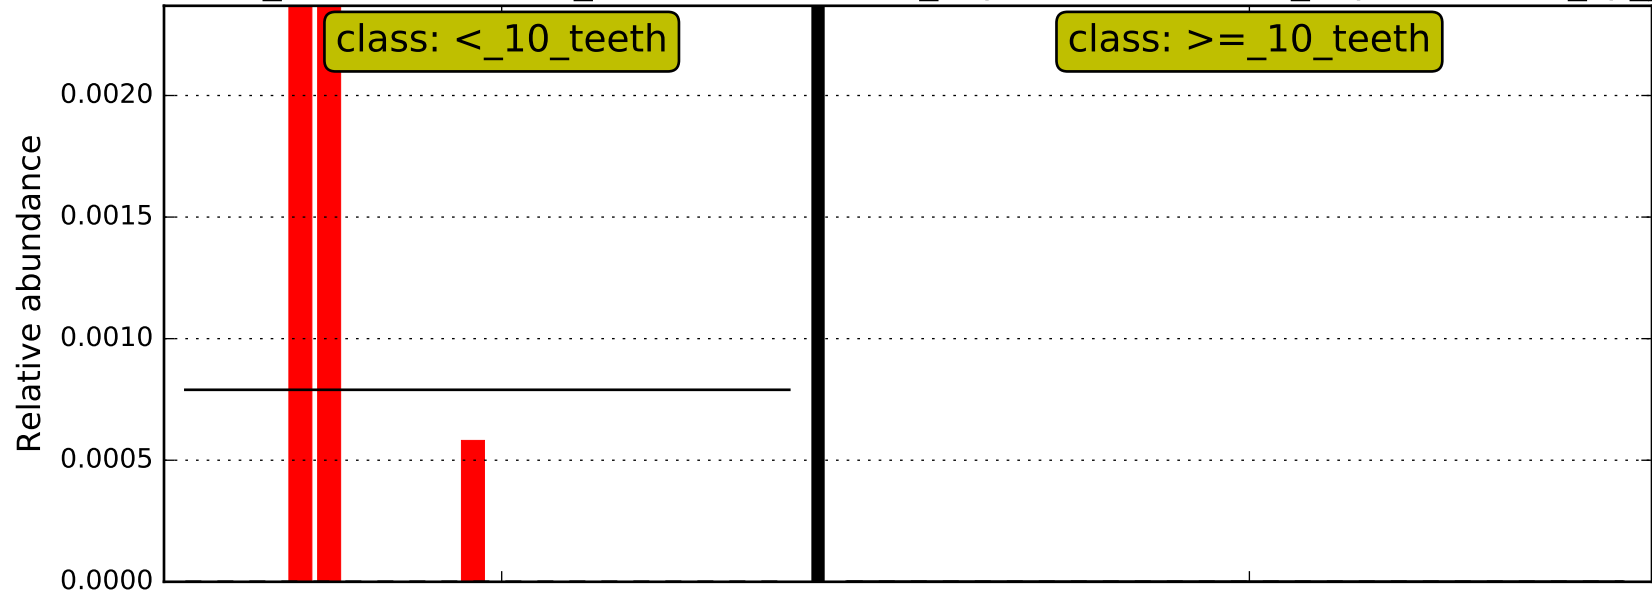 class: <_10_teeth
class: >=_10_teeth
0.0020
0.0015
0.0010
0.0005
0.0000
Relative abundance